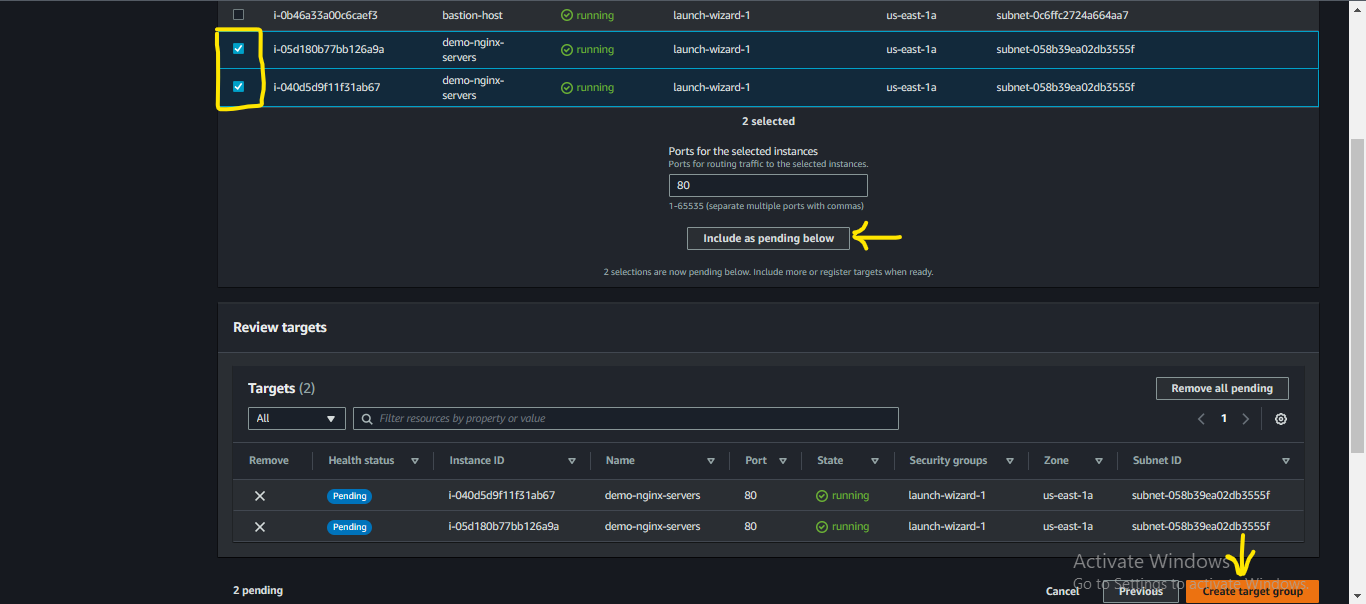 i-0b46a33a00c6caef3 bastion-host running launch-wizard-1 us-east-1a subnet-0c6ffc2724a664aa7
i-05d180b77bb126a9a demo-nginx-servers running launch-wizard-1 us-east-1a subnet-058b39ea02db3555f
i-040d5d9f11f31ab67 demo-nginx-servers running launch-wizard-1 us-east-1a subnet-058b39ea02db3555f
2 selected
Ports for the selected instances
Ports for routing traffic to the selected instances.
80
1-65535 (separate multiple ports with commas)
Include as pending below
2 selections are now pending below. Include more or register targets when ready.
Review targets
Targets (2) Remove all pending
All Filter resources by property or value 1
Remove Health status Instance ID Name Port State Security groups Zone Subnet ID
Pending i-040d5d9f11f31ab67 demo-nginx-servers 80 running launch-wizard-1 us-east-1a subnet-058b39ea02db3555f
Pending i-05d180b77bb126a9a demo-nginx-servers 80 running launch-wizard-1 us-east-1a subnet-058b39ea02db3555f
Activate Windows
Go to Settings to activate Windows.
2 pending Cancel Previous Create target group